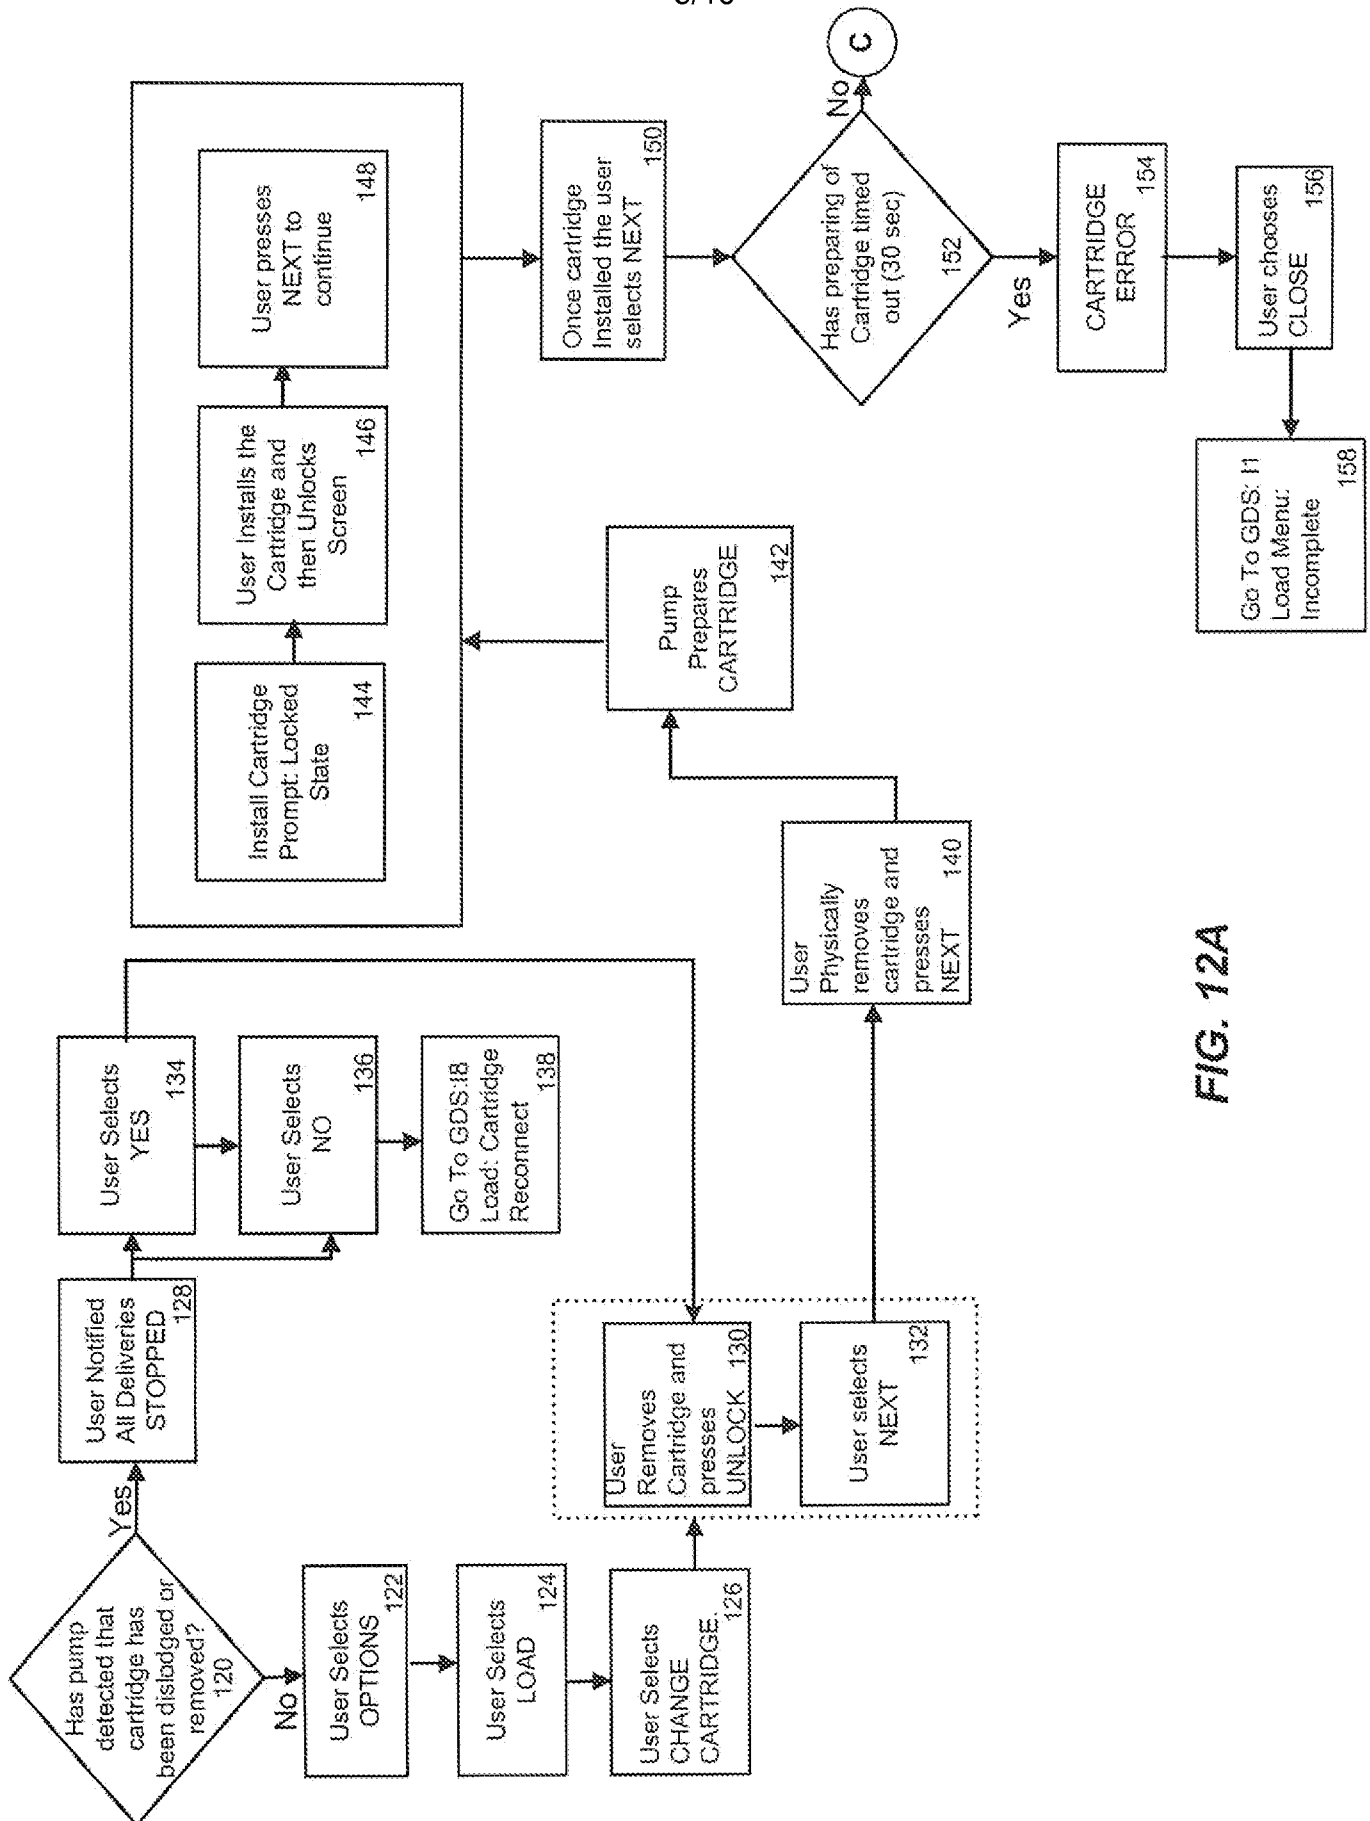 Has pump
detected that
cartridge has
been dislodged or
removed?
120
Yes
No
User Selects
OPTIONS
122
User Selects
LOAD
124
User Selects
CHANGE
CARTRIDGE.
126
User Notified
All Deliveries
STOPPED
128
User
Removes
Cartridge and
presses
UNLOCK 130
User selects
NEXT
132
User Selects
YES
134
User Selects
NO
136
Go To GDS:I8
Load: Cartridge
Reconnect
138
User
Physically
removes
cartridge and
presses
NEXT
140
Pump
Prepares
CARTRIDGE
142
Install Cartridge
Prompt: Locked
State
144
User Installs the
Cartridge and
then Unlocks
Screen
146
User presses
NEXT to
continue
148
Once cartridge
Installed the user
selects NEXT
150
Has preparing of
Cartridge timed
out (30 sec)
152
No
C
Yes
CARTRIDGE
ERROR
154
User chooses
CLOSE
156
Go To GDS: I1
Load Menu:
Incomplete
158
FIG. 12A